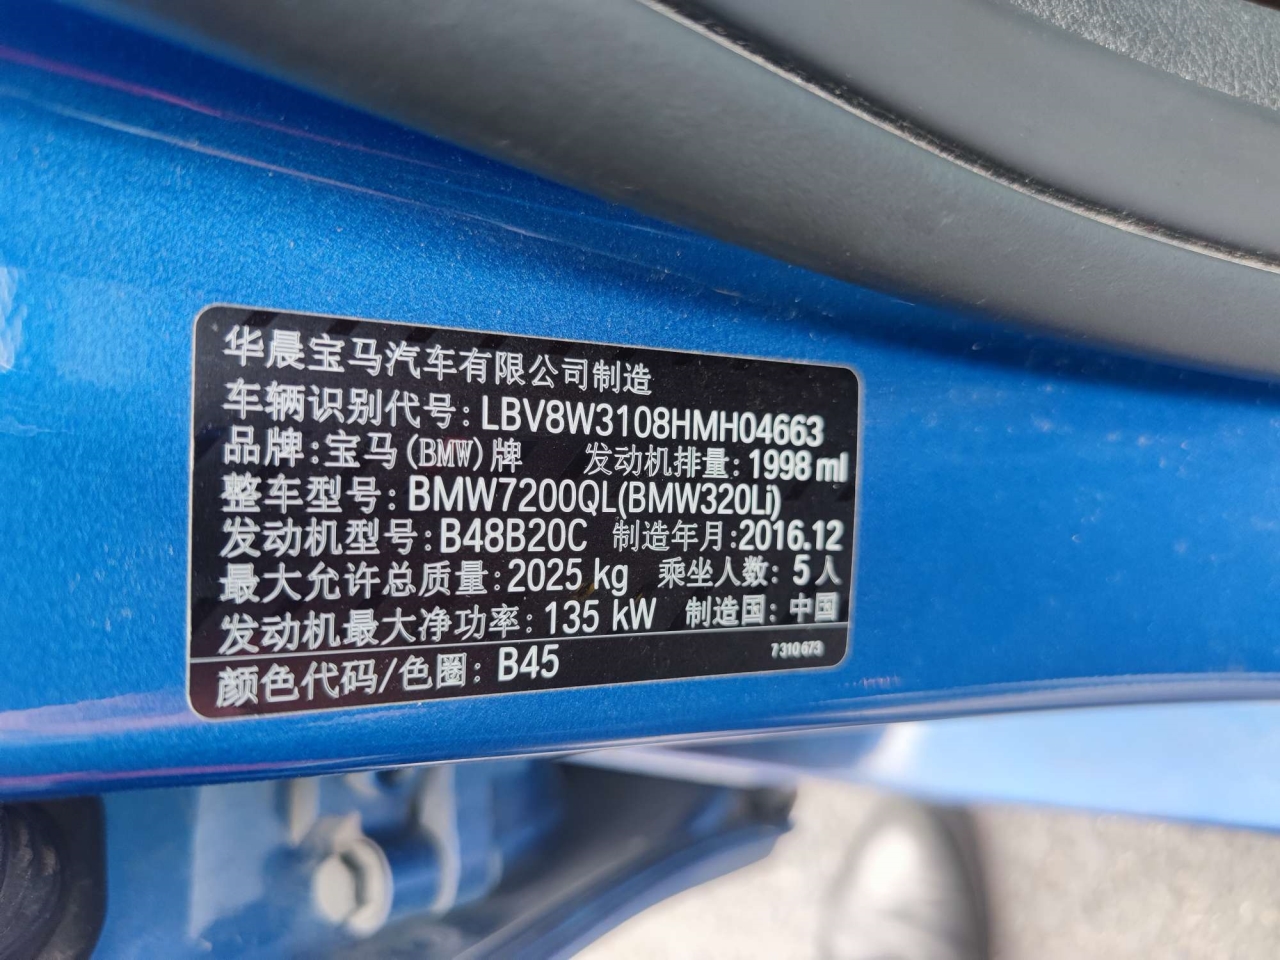 华晨宝马汽车有限公司制造
车辆识别代号: LBV8W3108HMH04663
品牌:宝马(BMW)牌 发动机排量: 1998 ml
整车型号: BMW7200QL(BMW320Li)
发动机型号: B48B20C 制造年月:2016.12
最大允许总质量: 2025 kg 乘坐人数: 5人
发动机最大净功率: 135 kW 制造国: 中国
颜色代码/色圈: B45 7310673